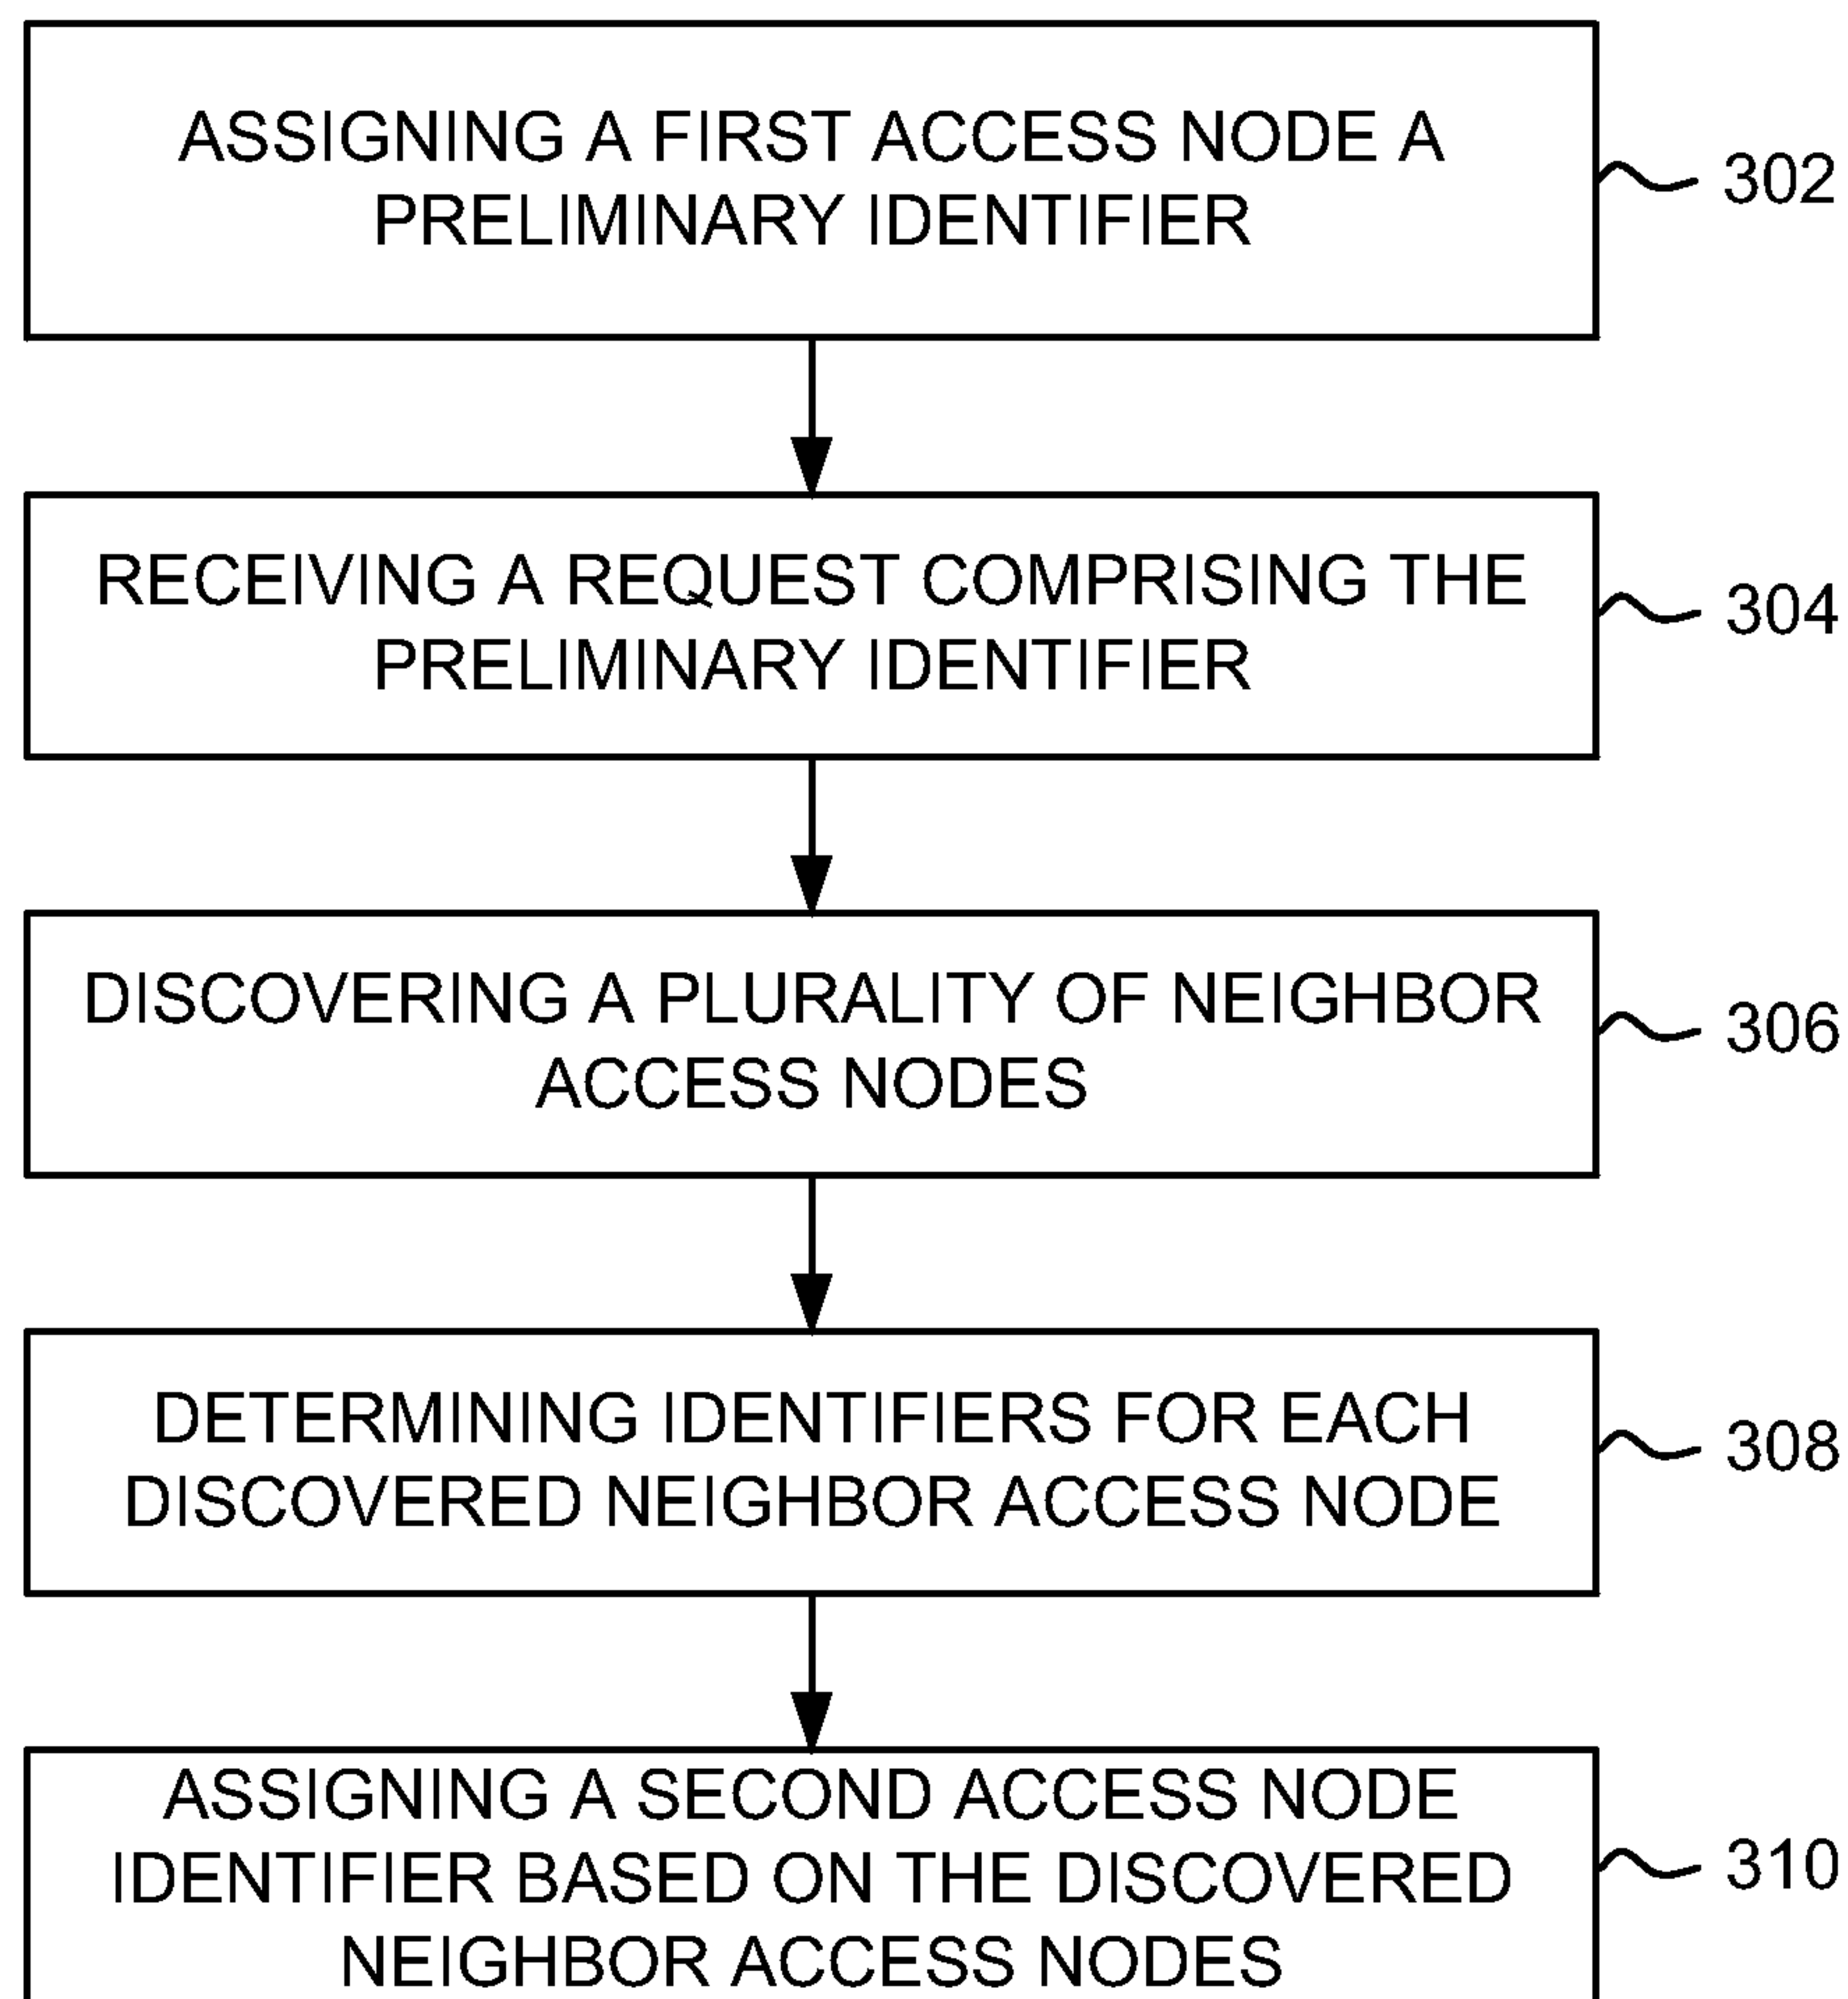 ASSIGNING A FIRST ACCESS NODE A
PRELIMINARY IDENTIFIER
302
RECEIVING A REQUEST COMPRISING THE
PRELIMINARY IDENTIFIER
304
DISCOVERING A PLURALITY OF NEIGHBOR
ACCESS NODES
306
DETERMINING IDENTIFIERS FOR EACH
DISCOVERED NEIGHBOR ACCESS NODE
308
ASSIGNING A SECOND ACCESS NODE
IDENTIFIER BASED ON THE DISCOVERED
NEIGHBOR ACCESS NODES
310